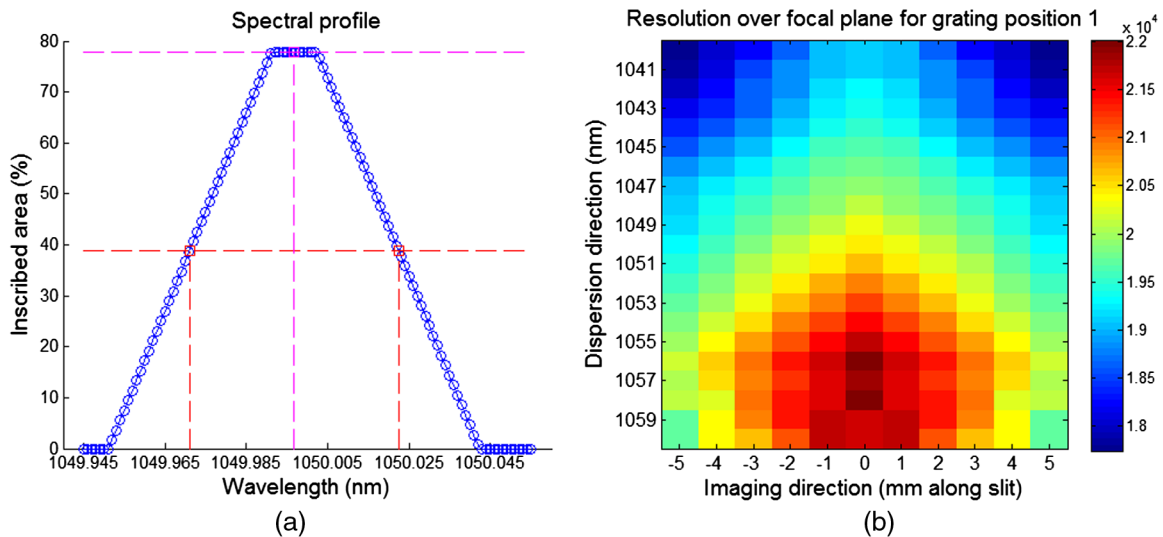 Spectral profile
80
70
60
50
40
30
20
10
0
Inscribed area (%)
1049.945 1049.965 1049.985 1050.005 1050.025 1050.045
Wavelength (nm)
(a)
Resolution over focal plane for grating position 1
1041
1043
1045
1047
1049
1051
1053
1055
1057
1059
Dispersion direction (nm)
-5 -4 -3 -2 -1 0 1 2 3 4 5
Imaging direction (mm along slit)
x 10^4
2.2
2.15
2.1
2.05
2
1.95
1.9
1.85
1.8
(b)